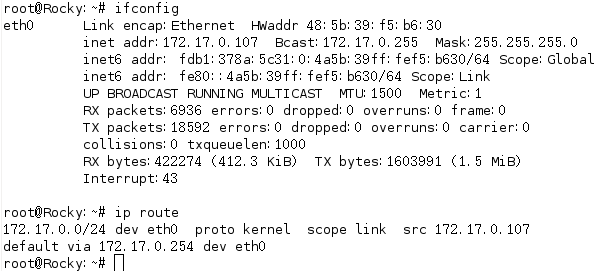 root@Rocky:~# ifconfig
eth0      Link encap:Ethernet  HWaddr 48:5b:39:f5:b6:30
          inet addr:172.17.0.107  Bcast:172.17.0.255  Mask:255.255.255.0
          inet6 addr: fdb1:378a:5c31:0:4a5b:39ff:fef5:b630/64 Scope:Global
          inet6 addr: fe80::4a5b:39ff:fef5:b630/64 Scope:Link
          UP BROADCAST RUNNING MULTICAST  MTU:1500  Metric:1
          RX packets:6936 errors:0 dropped:0 overruns:0 frame:0
          TX packets:18592 errors:0 dropped:0 overruns:0 carrier:0
          collisions:0 txqueuelen:1000
          RX bytes:422274 (412.3 KiB)  TX bytes:1603991 (1.5 MiB)
          Interrupt:43
root@Rocky:~# ip route
172.17.0.0/24 dev eth0  proto kernel  scope link  src 172.17.0.107
default via 172.17.0.254 dev eth0
root@Rocky:~#